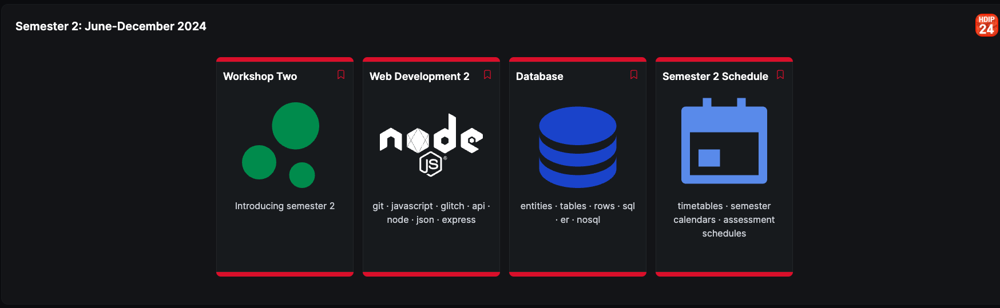 Semester 2: June-December 2024
HDIP
24
Workshop Two
Introducing semester 2
Web Development 2
node
JS®
git · javascript · glitch · api ·
node · json · express
Database
entities · tables · rows · sql
· er · nosql
Semester 2 Schedule
timetables · semester
calendars · assessment
schedules